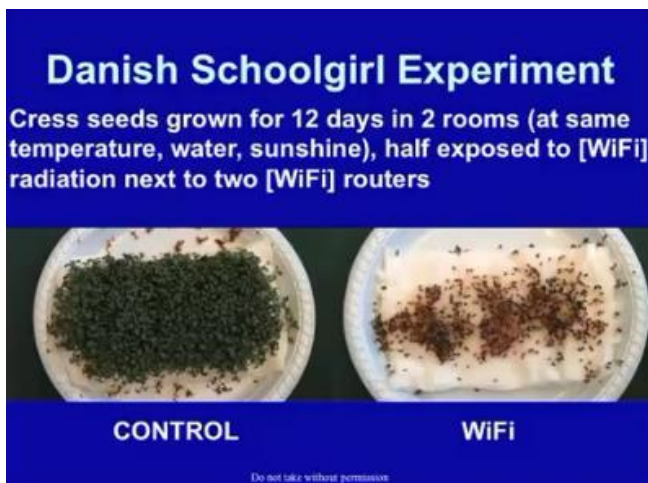 Danish Schoolgirl Experiment
Cress seeds grown for 12 days in 2 rooms (at same
temperature, water, sunshine), half exposed to [WiFi]
radiation next to two [WiFi] routers
CONTROL
WiFi
Do not take without permission